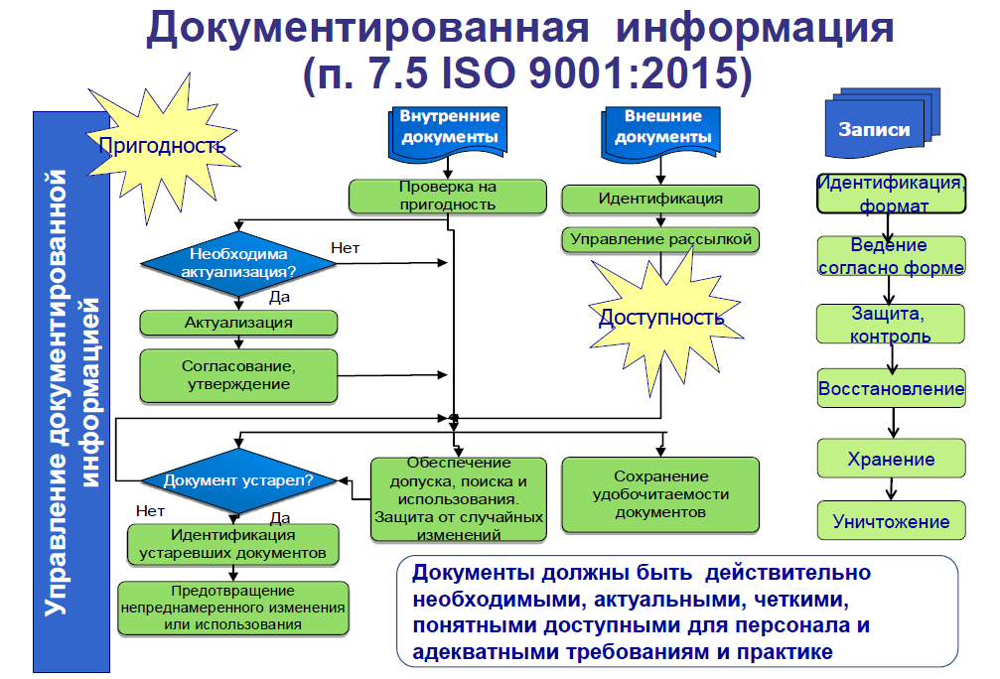 Документированная информация
(п. 7.5 ISO 9001:2015)
Управление документированной
информацией
Пригодность
Внутренние
документы
Проверка на
пригодность
Необходима
актуализация?
Нет
Да
Актуализация
Согласование,
утверждение
Внешние
документы
Идентификация
Управление рассылкой
Доступность
Документ устарел?
Нет
Да
Идентификация
устаревших документов
Предотвращение
непреднамеренного изменения
или использования
Обеспечение
допуска, поиска и
использования.
Защита от случайных
изменений
Сохранение
удобочитаемости
документов
Записи
Идентификация,
формат
Ведение
согласно форме
Защита,
контроль
Восстановление
Хранение
Уничтожение
Документы должны быть действительно
необходимыми, актуальными, четкими,
понятными доступными для персонала и
адекватными требованиям и практике